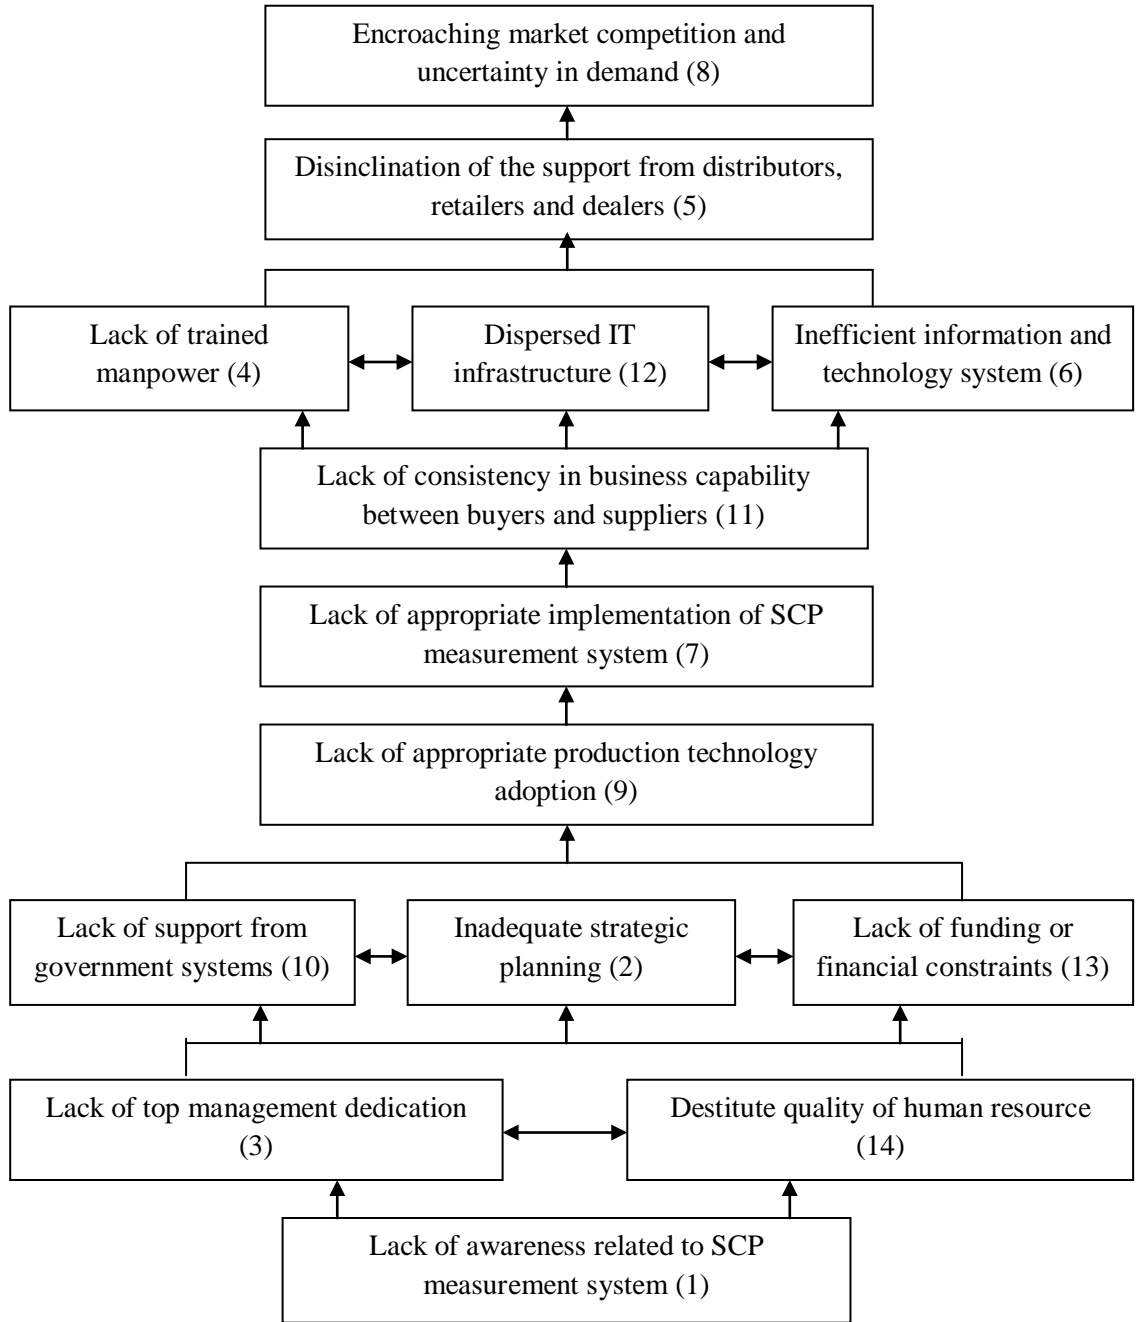 Encroaching market competition and
uncertainty in demand (8)
Disinclination of the support from distributors,
retailers and dealers (5)
Lack of trained
manpower (4)
Dispersed IT
infrastructure (12)
Inefficient information and
technology system (6)
Lack of consistency in business capability
between buyers and suppliers (11)
Lack of appropriate implementation of SCP
measurement system (7)
Lack of appropriate production technology
adoption (9)
Lack of support from
government systems (10)
Inadequate strategic
planning (2)
Lack of funding or
financial constraints (13)
Lack of top management dedication
(3)
Destitute quality of human resource
(14)
Lack of awareness related to SCP
measurement system (1)